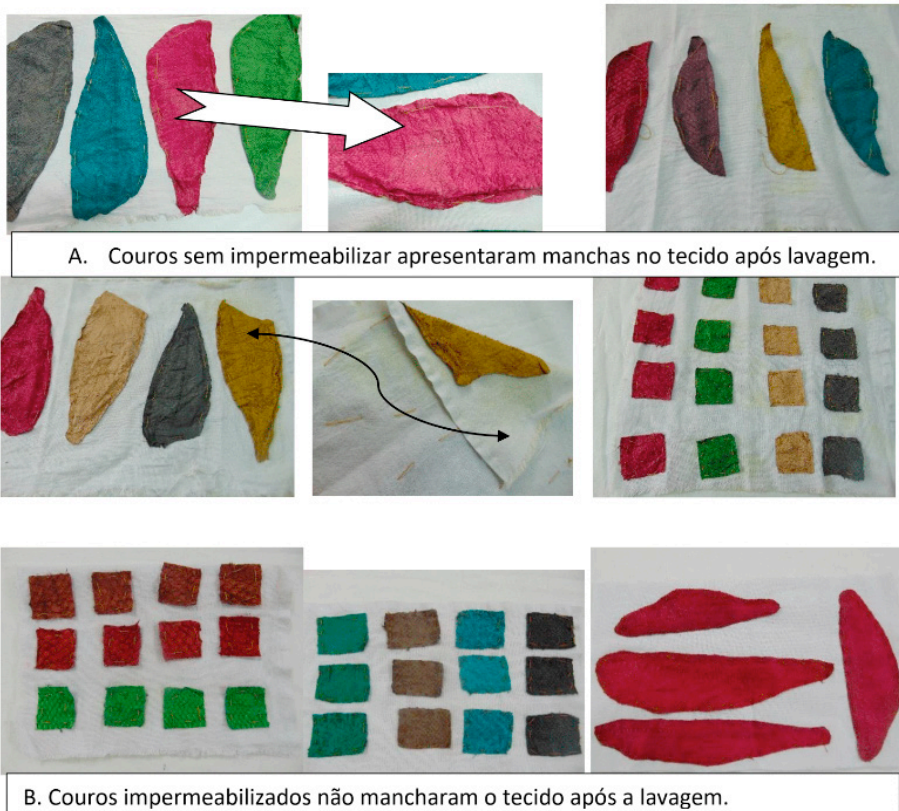 A. Couros sem impermeabilizar apresentaram manchas no tecido após lavagem.
B. Couros impermeabilizados não mancharam o tecido após a lavagem.